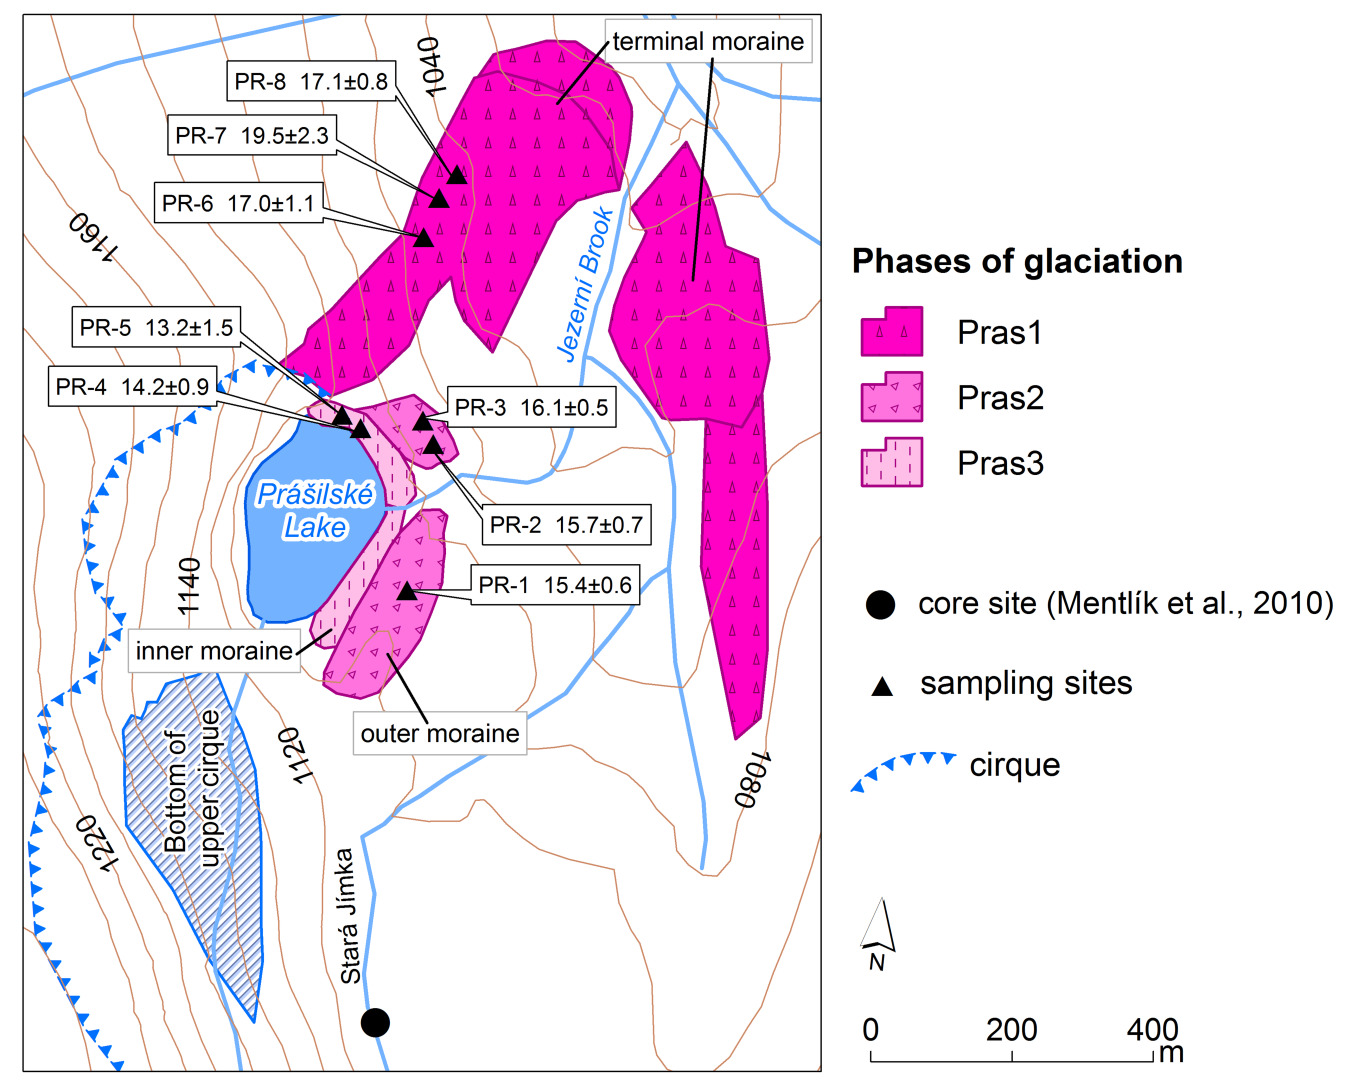 terminal moraine
1040
PR-8 17.1±0.8
PR-7 19.5±2.3
PR-6 17.0±1.1
1160
Jezerní Brook
PR-5 13.2±1.5
PR-4 14.2±0.9
PR-3 16.1±0.5
Prášilské
Lake
PR-2 15.7±0.7
1140
PR-1 15.4±0.6
inner moraine
outer moraine
Bottom of
upper cirque
1120
1080
1220
Stará Jímka
Phases of glaciation
Pras1
Pras2
Pras3
core site (Mentlík et al., 2010)
sampling sites
cirque
N
0 200 400
m